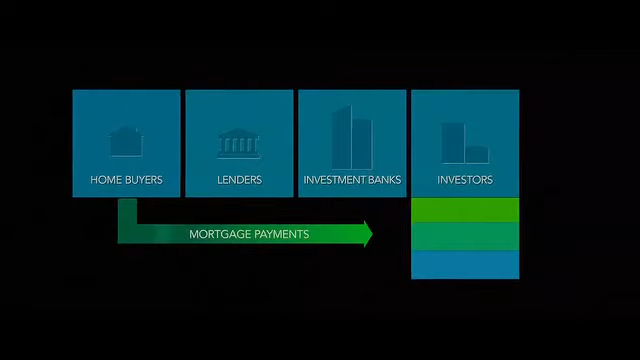 HOME BUYERS
LENDERS
INVESTMENT BANKS
INVESTORS
MORTGAGE PAYMENTS